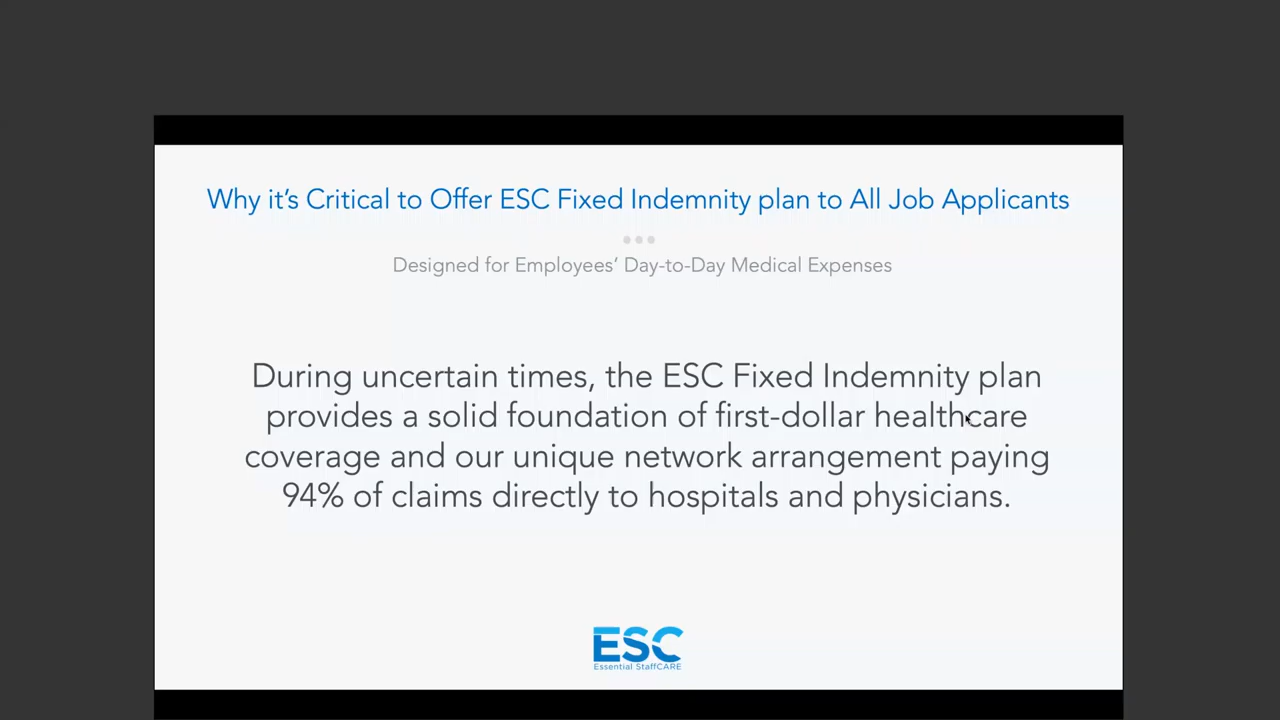 Why it’s Critical to Offer ESC Fixed Indemnity plan to All Job Applicants
Designed for Employees’ Day-to-Day Medical Expenses
During uncertain times, the ESC Fixed Indemnity plan
provides a solid foundation of first-dollar healthcare
coverage and our unique network arrangement paying
94% of claims directly to hospitals and physicians.
ESC
Essential StaffCARE